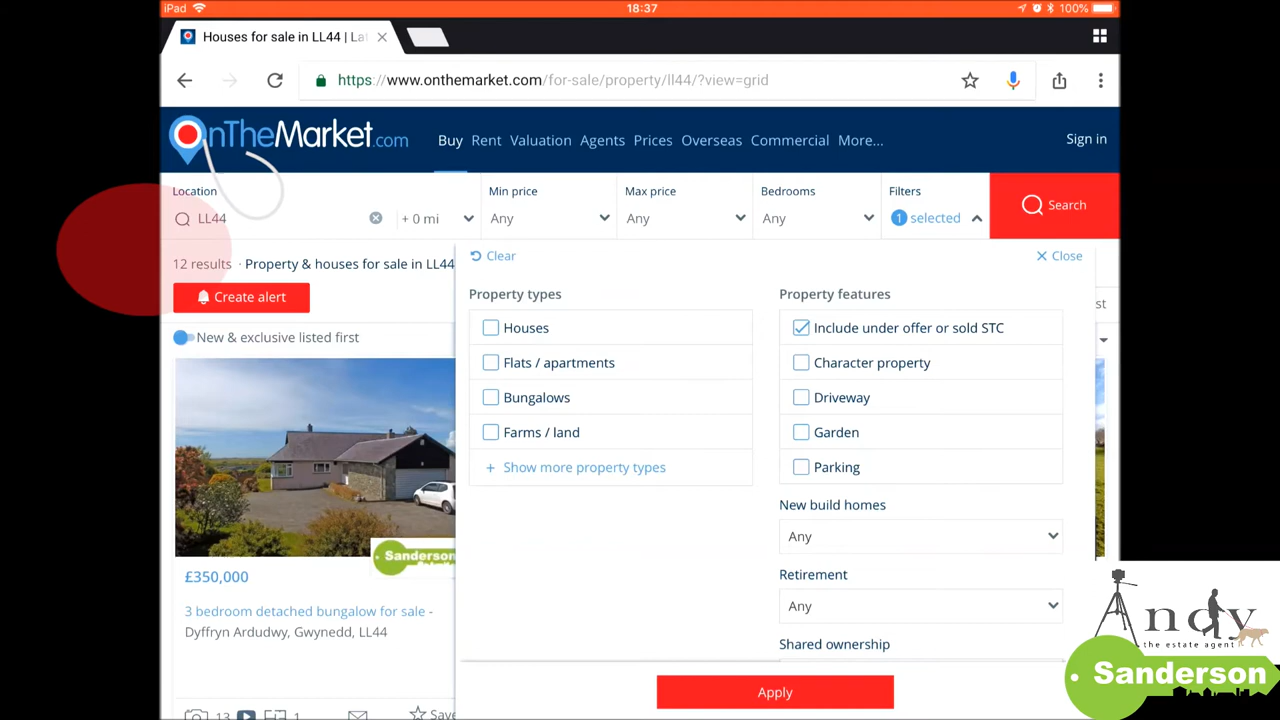 iPad 18:37 100%
Houses for sale in LL44 | Lat
https://www.onthemarket.com/for-sale/property/ll44/?view=grid
OnTheMarket.com Buy Rent Valuation Agents Prices Overseas Commercial More... Sign in
Location Min price Max price Bedrooms Filters
LL44 + 0 mi Any Any Any 1 selected Search
Clear Close
12 results · Property & houses for sale in LL44
Create alert
New & exclusive listed first
Property types
Houses
Flats / apartments
Bungalows
Farms / land
+ Show more property types
Property features
Include under offer or sold STC
Character property
Driveway
Garden
Parking
New build homes
Any
Retirement
Any
Shared ownership
Apply
st
Sanderson
£350,000
3 bedroom detached bungalow for sale -
Dyffryn Ardudwy, Gwynedd, LL44
13 1 Save
Andy
the estate agent
Sanderson